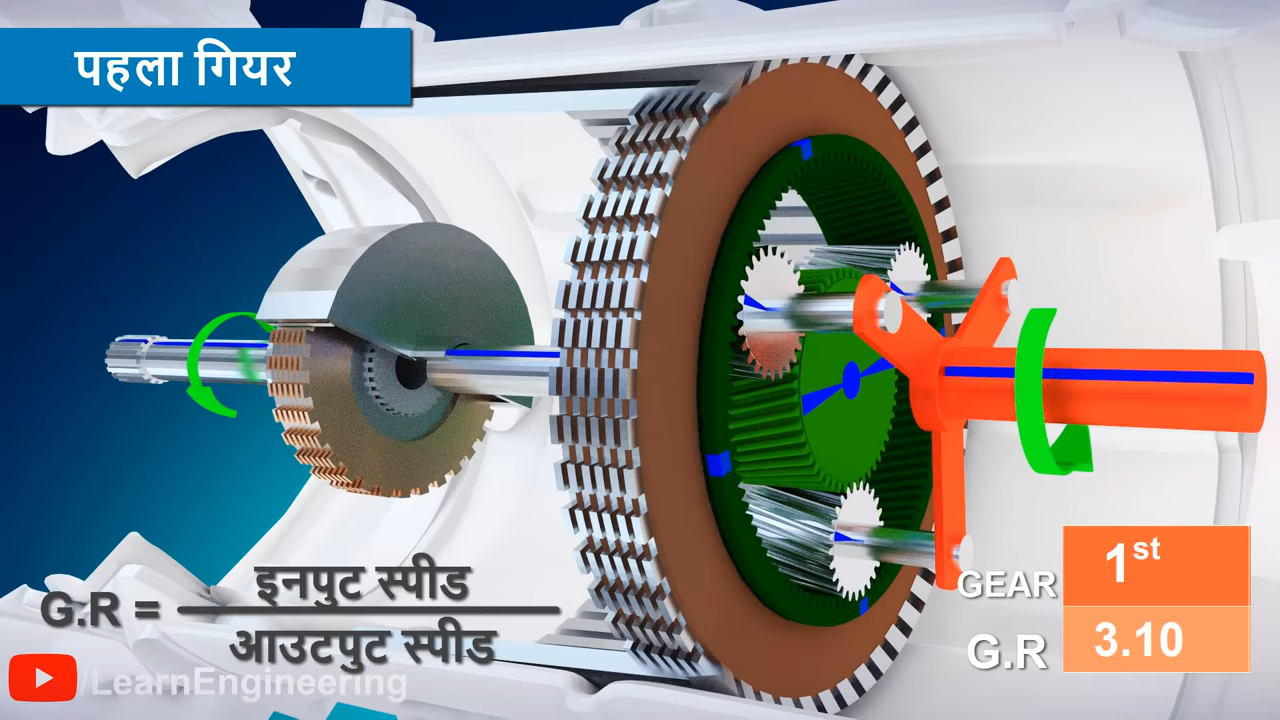 पहला गियर
G.R = इनपुट स्पीड
आउटपुट स्पीड
/LearnEngineering
GEAR 1st
G.R 3.10